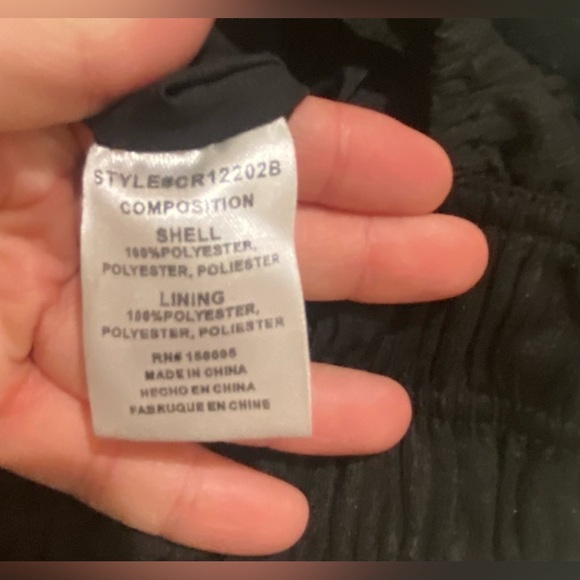 STYLE#CR12202B
COMPOSITION
SHELL
100%POLYESTER,
POLYESTER, POLIESTER
LINING
100%POLYESTER,
POLYESTER, POLIESTER
RN#
MADE IN CHINA
HECHO EN CHINA
FABRUQUE EN CHINE